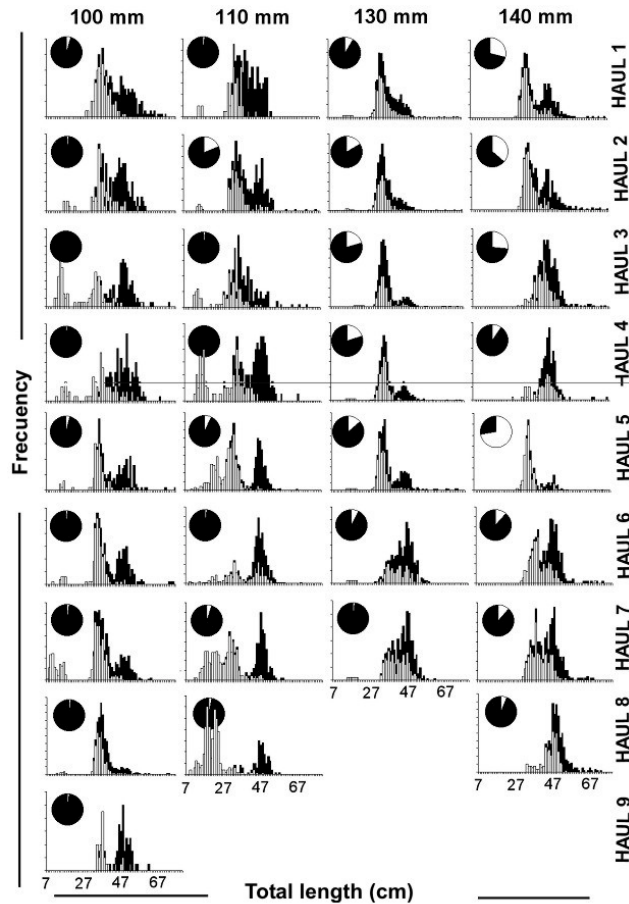 100 mm 110 mm 130 mm 140 mm
HAUL 1
HAUL 2
HAUL 3
HAUL 4
Frecuency
HAUL 5
HAUL 6
HAUL 7
7 27 47 67
HAUL 8
7 27 47 67 7 27 47 67
HAUL 9
7 27 47 67
Total length (cm)